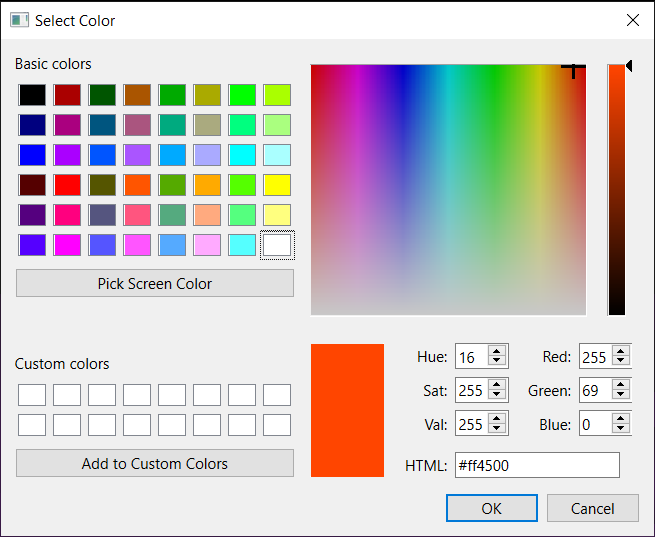 Select Color
Basic colors
Pick Screen Color
Custom colors
Add to Custom Colors
Hue: 16 Red: 255
Sat: 255 Green: 69
Val: 255 Blue: 0
HTML: #ff4500
OK Cancel